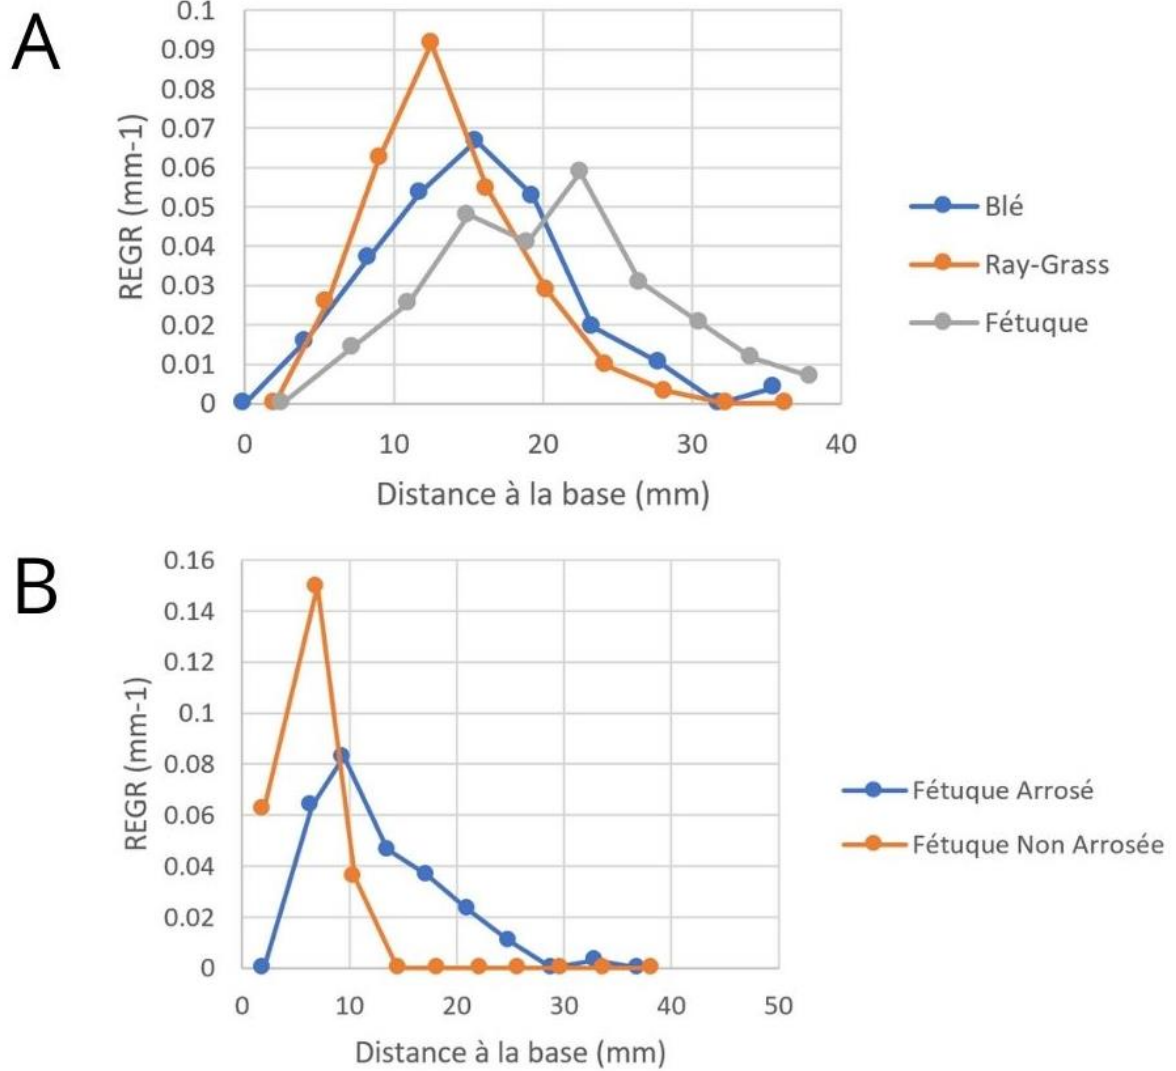 A
0.1
0.09
0.08
0.07
0.06
0.05
0.04
0.03
0.02
0.01
0
REGR (mm-1)
0 10 20 30 40
Distance à la base (mm)
Blé
Ray-Grass
Fétuque
B
0.16
0.14
0.12
0.1
0.08
0.06
0.04
0.02
0
REGR (mm-1)
0 10 20 30 40 50
Distance à la base (mm)
Fétuque Arrosé
Fétuque Non Arrosée